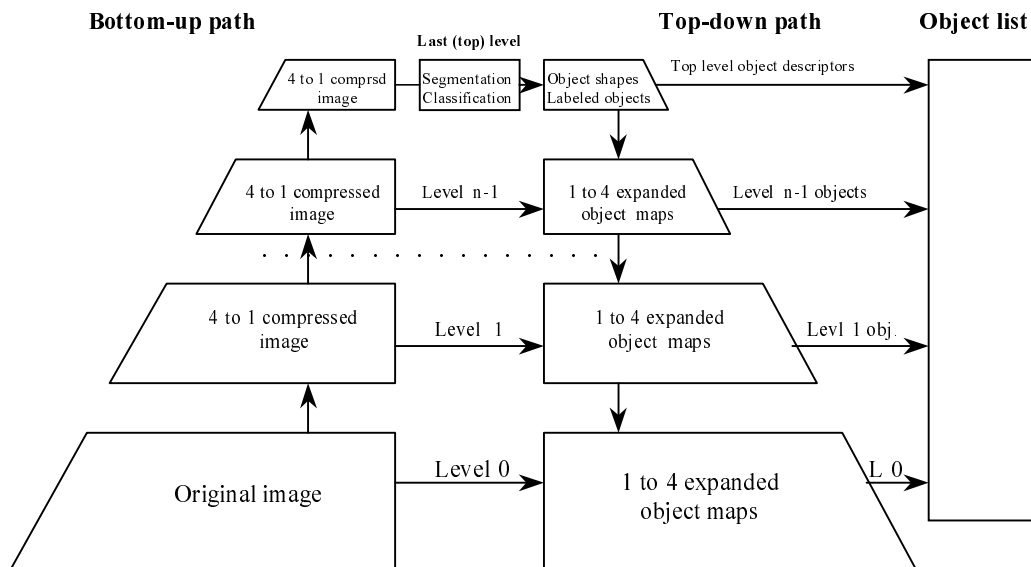 Bottom-up path
Top-down path
Object list
Last (top) level
4 to 1 comprsd
image
Segmentation
Classification
Object shapes
Labeled objects
Top level object descriptors
4 to 1 compressed
image
Level n-1
1 to 4 expanded
object maps
Level n-1 objects
4 to 1 compressed
image
Level 1
1 to 4 expanded
object maps
Levl 1 obj.
Original image
Level 0
1 to 4 expanded
object maps
L 0